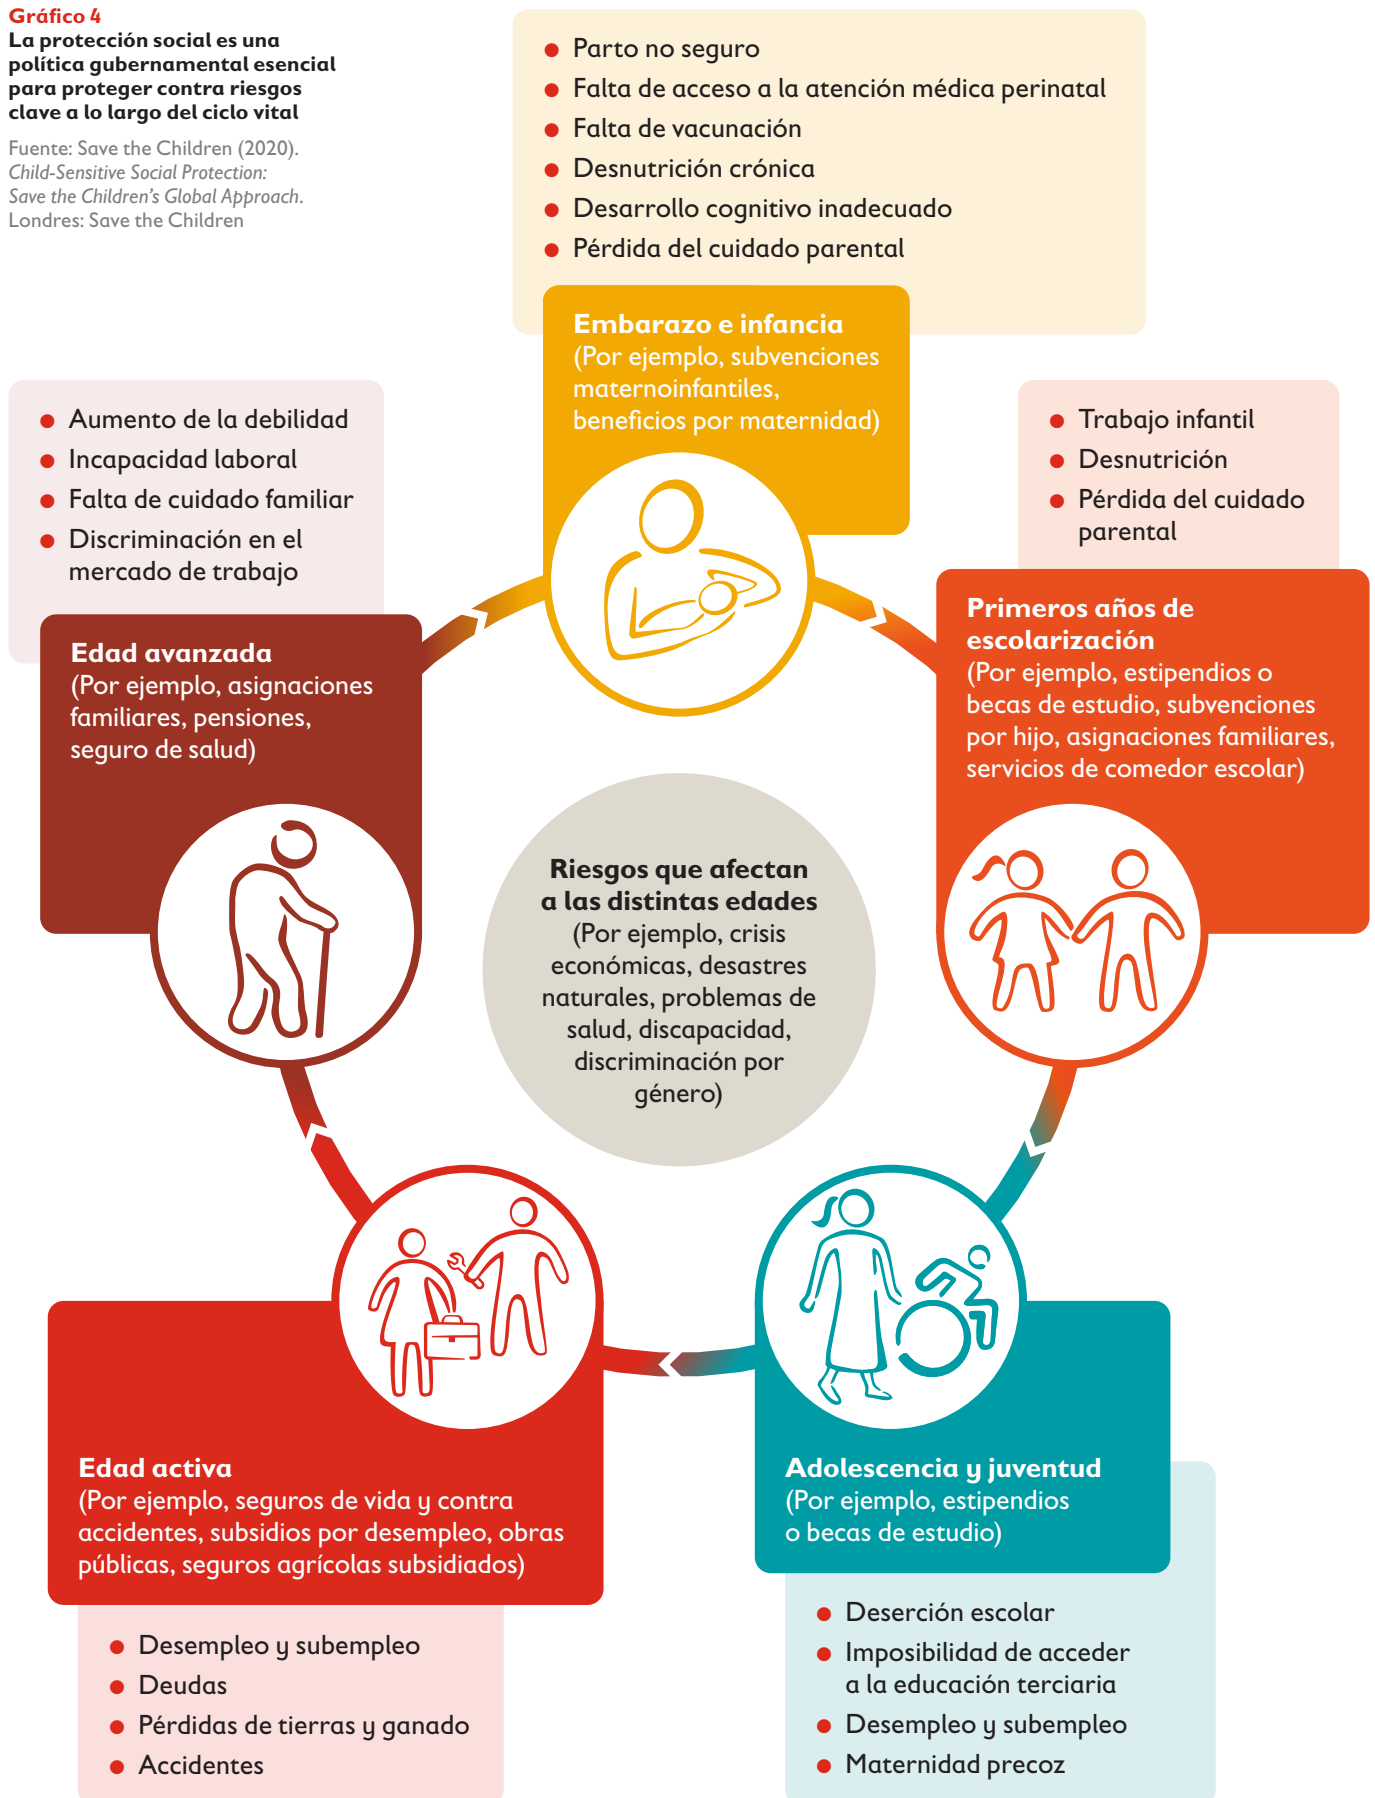 Gráfico 4
La protección social es una
política gubernamental esencial
para proteger contra riesgos
clave a lo largo del ciclo vital
Fuente: Save the Children (2020).
Child-Sensitive Social Protection:
Save the Children’s Global Approach.
Londres: Save the Children
● Parto no seguro
● Falta de acceso a la atención médica perinatal
● Falta de vacunación
● Desnutrición crónica
● Desarrollo cognitivo inadecuado
● Pérdida del cuidado parental
Embarazo e infancia
(Por ejemplo, subvenciones
maternoinfantiles,
beneficios por maternidad)
● Trabajo infantil
● Desnutrición
● Pérdida del cuidado
parental
Primeros años de
escolarización
(Por ejemplo, estipendios o
becas de estudio, subvenciones
por hijo, asignaciones familiares,
servicios de comedor escolar)
● Aumento de la debilidad
● Incapacidad laboral
● Falta de cuidado familiar
● Discriminación en el
mercado de trabajo
Edad avanzada
(Por ejemplo, asignaciones
familiares, pensiones,
seguro de salud)
Riesgos que afectan
a las distintas edades
(Por ejemplo, crisis
económicas, desastres
naturales, problemas de
salud, discapacidad,
discriminación por
género)
Edad activa
(Por ejemplo, seguros de vida y contra
accidentes, subsidios por desempleo, obras
públicas, seguros agrícolas subsidiados)
● Desempleo y subempleo
● Deudas
● Pérdidas de tierras y ganado
● Accidentes
Adolescencia y juventud
(Por ejemplo, estipendios
o becas de estudio)
● Deserción escolar
● Imposibilidad de acceder
a la educación terciaria
● Desempleo y subempleo
● Maternidad precoz